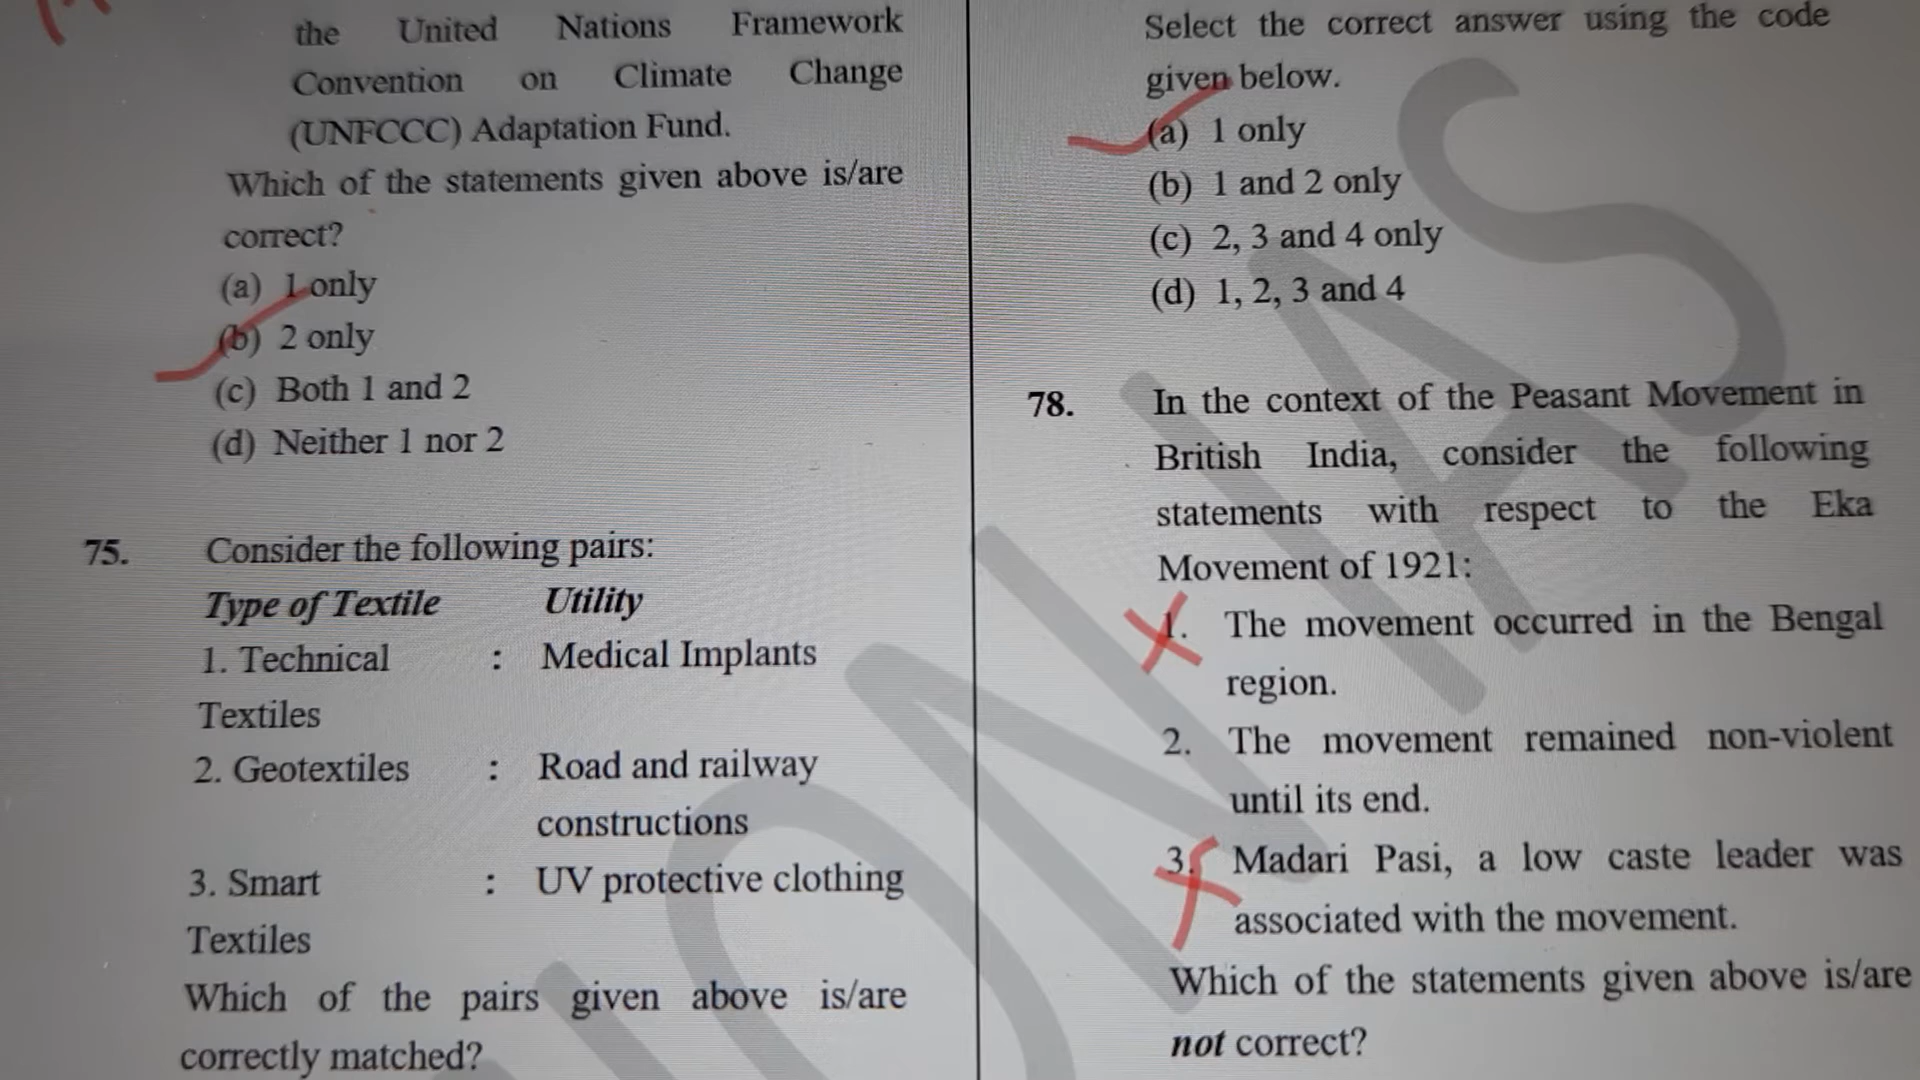 the United Nations Framework
Convention on Climate Change
(UNFCCC) Adaptation Fund.
Which of the statements given above is/are
correct?
(a) 1 only
(b) 2 only
(c) Both 1 and 2
(d) Neither 1 nor 2
75. Consider the following pairs:
Type of Textile Utility
1. Technical : Medical Implants
Textiles
2. Geotextiles : Road and railway
constructions
3. Smart : UV protective clothing
Textiles
Which of the pairs given above is/are
correctly matched?
Select the correct answer using the code
given below.
(a) 1 only
(b) 1 and 2 only
(c) 2, 3 and 4 only
(d) 1, 2, 3 and 4
78. In the context of the Peasant Movement in
British India, consider the following
statements with respect to the Eka
Movement of 1921:
1. The movement occurred in the Bengal
region.
2. The movement remained non-violent
until its end.
3. Madari Pasi, a low caste leader was
associated with the movement.
Which of the statements given above is/are
not correct?
ION IAS